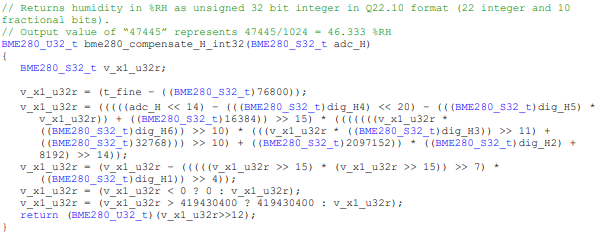 // Returns humidity in %RH as unsigned 32 bit integer in Q22.10 format (22 integer and 10
fractional bits).
// Output value of “47445” represents 47445/1024 = 46.333 %RH
BME280_U32_t bme280_compensate_H_int32(BME280_S32_t adc_H)
{
BME280_S32_t v_x1_u32r;

v_x1_u32r = (t_fine - ((BME280_S32_t)76800));
v_x1_u32r = (((((adc_H << 14) - (((BME280_S32_t)dig_H4) << 20) - (((BME280_S32_t)dig_H5) *
v_x1_u32r)) + ((BME280_S32_t)16384)) >> 15) * (((((((v_x1_u32r *
((BME280_S32_t)dig_H6)) >> 10) * (((v_x1_u32r * ((BME280_S32_t)dig_H3)) >> 11) +
((BME280_S32_t)32768))) >> 10) + ((BME280_S32_t)2097152)) * ((BME280_S32_t)dig_H2) +
8192) >> 14));
v_x1_u32r = (v_x1_u32r - (((((v_x1_u32r >> 15) * (v_x1_u32r >> 15)) >> 7) *
((BME280_S32_t)dig_H1)) >> 4));
v_x1_u32r = (v_x1_u32r < 0 ? 0 : v_x1_u32r);
v_x1_u32r = (v_x1_u32r > 419430400 ? 419430400 : v_x1_u32r);
return (BME280_U32_t)(v_x1_u32r>>12);
}